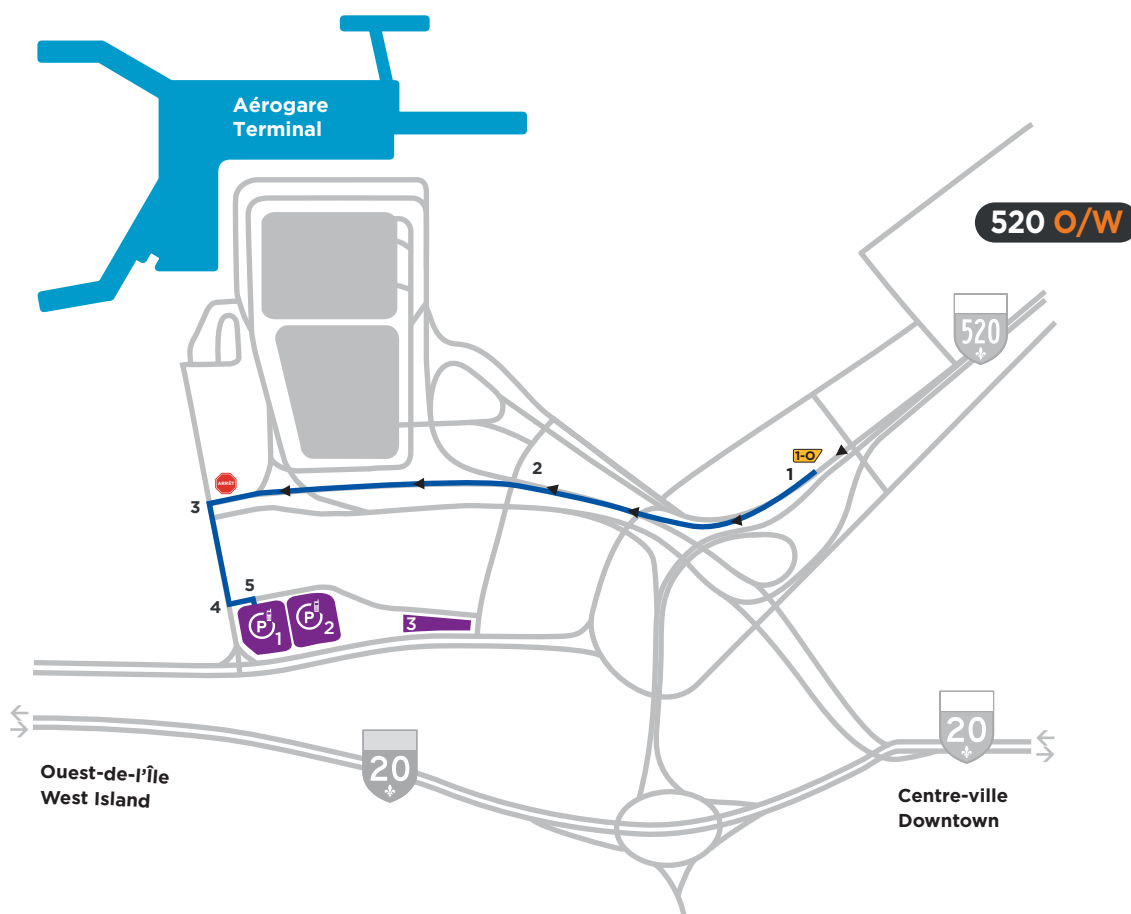 Aérogare
Terminal
520 O/W
520
1-O
1
2
ARRÊT
3
5
4
P
1
P
2
3
20
20
Ouest-de-l'Île
West Island
Centre-ville
Downtown